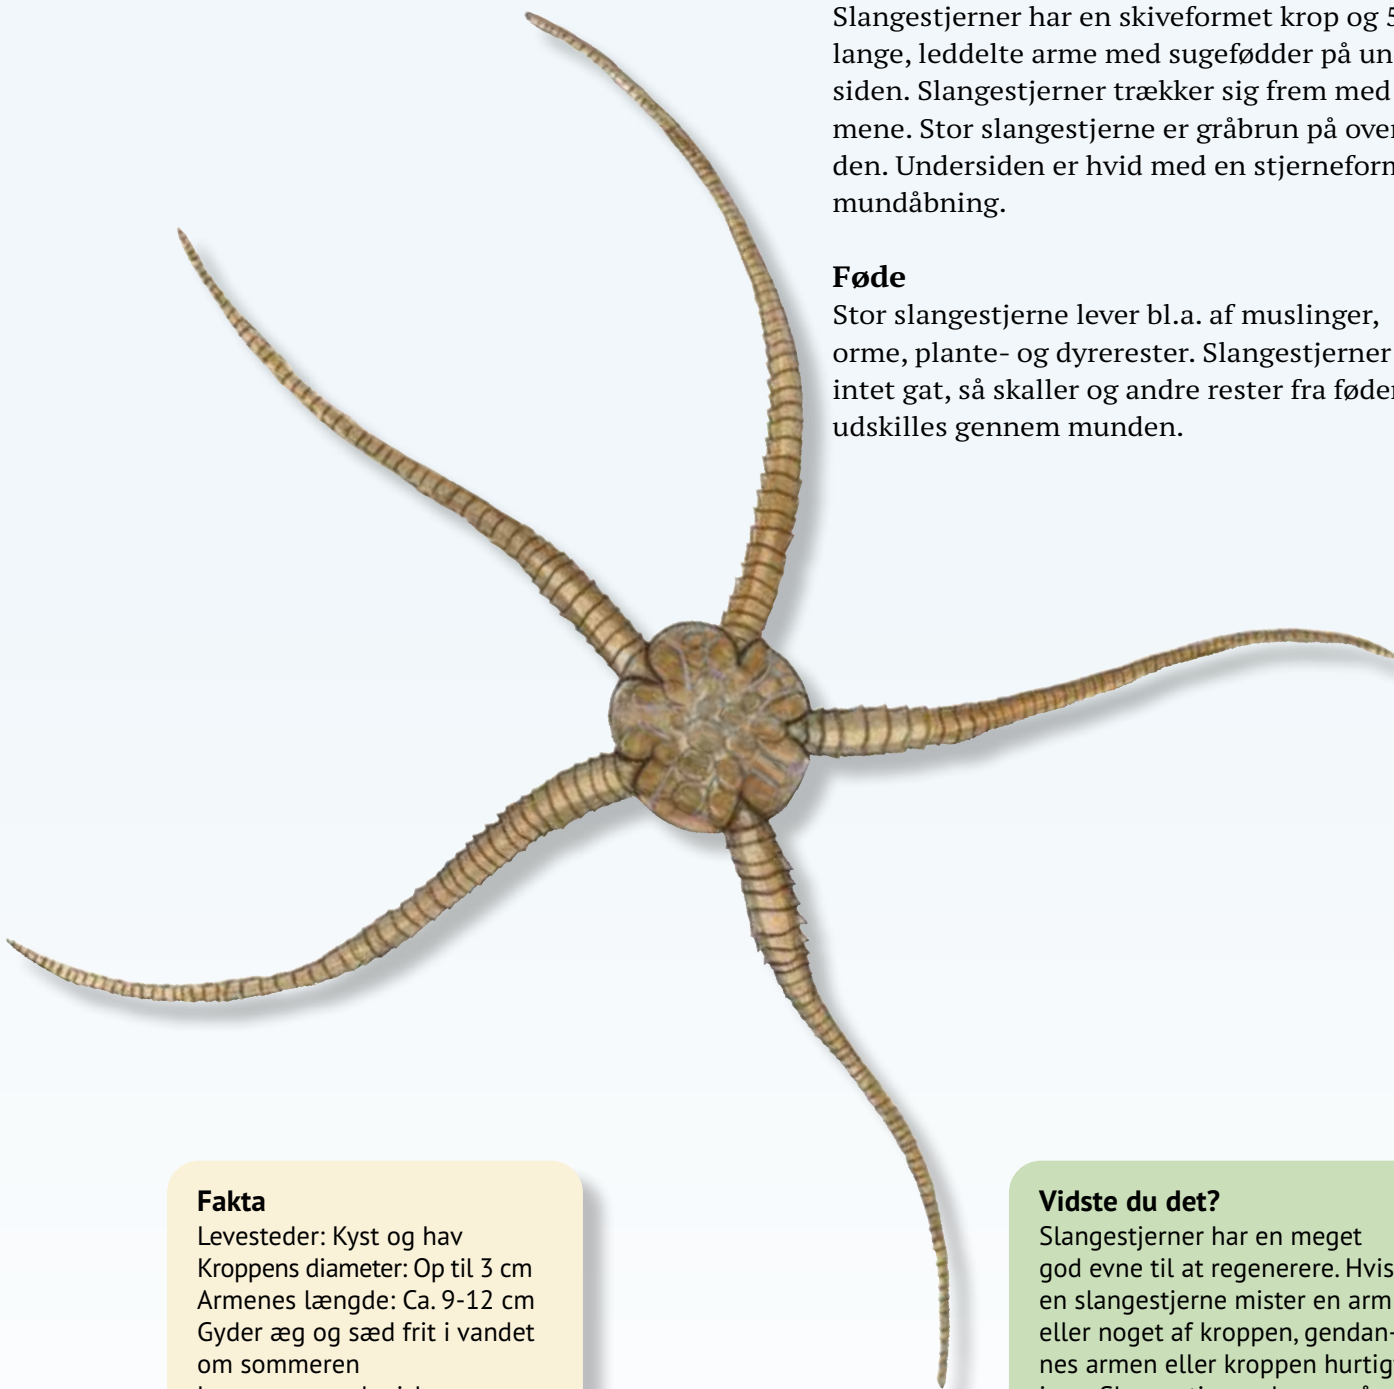 Slangestjerner har en skiveformet krop og 5
lange, leddelte arme med sugefødder på un
siden. Slangestjerner trækker sig frem med
mene. Stor slangestjerne er gråbrun på over
den. Undersiden er hvid med en stjerneform
mundåbning.
Føde
Stor slangestjerne lever bl.a. af muslinger,
orme, plante- og dyrerester. Slangestjerner
intet gat, så skaller og andre rester fra føden
udskilles gennem munden.
Fakta
Levesteder: Kyst og hav
Kroppens diameter: Op til 3 cm
Armenes længde: Ca. 9-12 cm
Gyder æg og sæd frit i vandet
om sommeren
Vidste du det?
Slangestjerner har en meget
god evne til at regenerere. Hvis
en slangestjerne mister en arm
eller noget af kroppen, gendan-
nes armen eller kroppen hurtigt